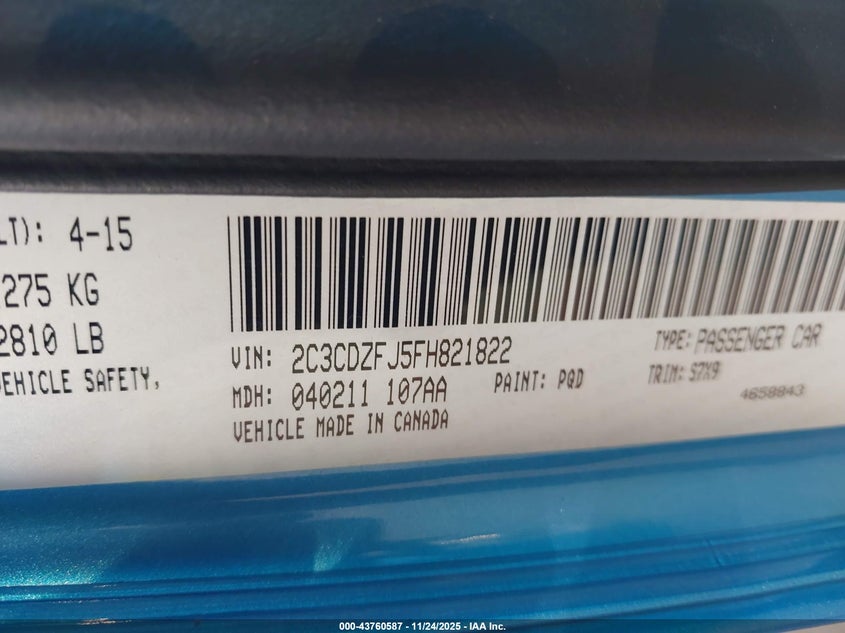 LT): 4-15
275 KG
2810 LB
EHICLE SAFETY,
VIN: 2C3CDZFJ5FH821822
TYPE: PASSENGER CAR
MDH: 040211 107AA
PAINT: PQD
TRIM: S7X9
4658843
VEHICLE MADE IN CANADA
000-43760587 - 11/24/2025 - IAA Inc.